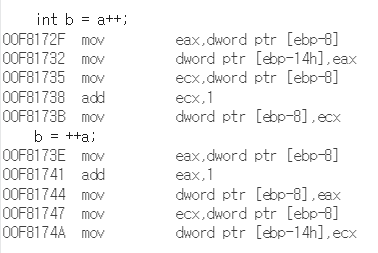 int b = a++;
00F8172F mov eax,dword ptr [ebp-8]
00F81732 mov dword ptr [ebp-14h],eax
00F81735 mov ecx,dword ptr [ebp-8]
00F81738 add ecx,1
00F8173B mov dword ptr [ebp-8],ecx
b = ++a;
00F8173E mov eax,dword ptr [ebp-8]
00F81741 add eax,1
00F81744 mov dword ptr [ebp-8],eax
00F81747 mov ecx,dword ptr [ebp-8]
00F8174A mov dword ptr [ebp-14h],ecx